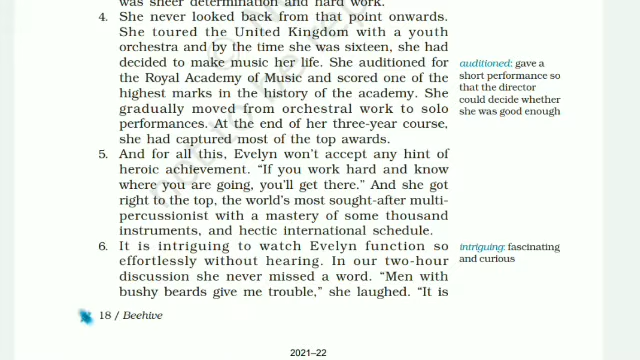 was sheer determination and hard work.
4. She never looked back from that point onwards.
She toured the United Kingdom with a youth
orchestra and by the time she was sixteen, she had
decided to make music her life. She auditioned for
the Royal Academy of Music and scored one of the
highest marks in the history of the academy. She
gradually moved from orchestral work to solo
performances. At the end of her three-year course,
she had captured most of the top awards.
auditioned: gave a
short performance so
that the director
could decide whether
she was good enough
5. And for all this, Evelyn won't accept any hint of
heroic achievement. “If you work hard and know
where you are going, you'll get there.” And she got
right to the top, the world's most sought-after multi-
percussionist with a mastery of some thousand
instruments, and hectic international schedule.
6. It is intriguing to watch Evelyn function so
effortlessly without hearing. In our two-hour
discussion she never missed a word. “Men with
bushy beards give me trouble,” she laughed. “It is
intriguing: fascinating
and curious
18 / Beehive
2021–22